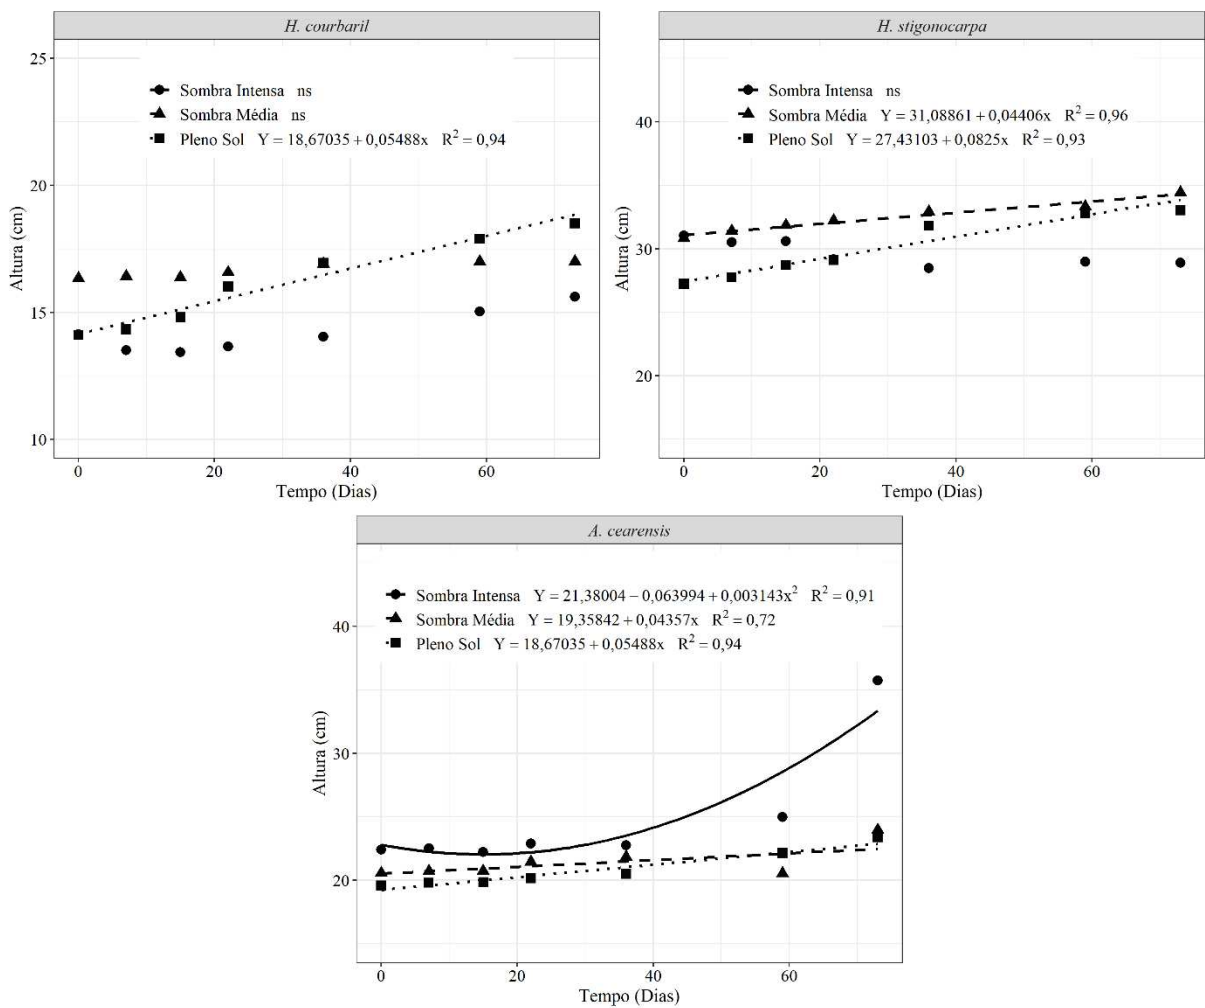 H. courbaril
25
20
15
10
Altura (cm)
Sombra Intensa ns
Sombra Média ns
Pleno Sol Y = 18,67035 + 0,05488x R² = 0,94
0 20 40 60
Tempo (Dias)
H. stigonocarpa
40
30
20
Altura (cm)
Sombra Intensa ns
Sombra Média Y = 31,08861 + 0,04406x R² = 0,96
Pleno Sol Y = 27,43103 + 0,0825x R² = 0,93
0 20 40 60
Tempo (Dias)
A. cearensis
40
30
20
Altura (cm)
Sombra Intensa Y = 21,38004 − 0,063994 + 0,003143x² R² = 0,91
Sombra Média Y = 19,35842 + 0,04357x R² = 0,72
Pleno Sol Y = 18,67035 + 0,05488x R² = 0,94
0 20 40 60
Tempo (Dias)